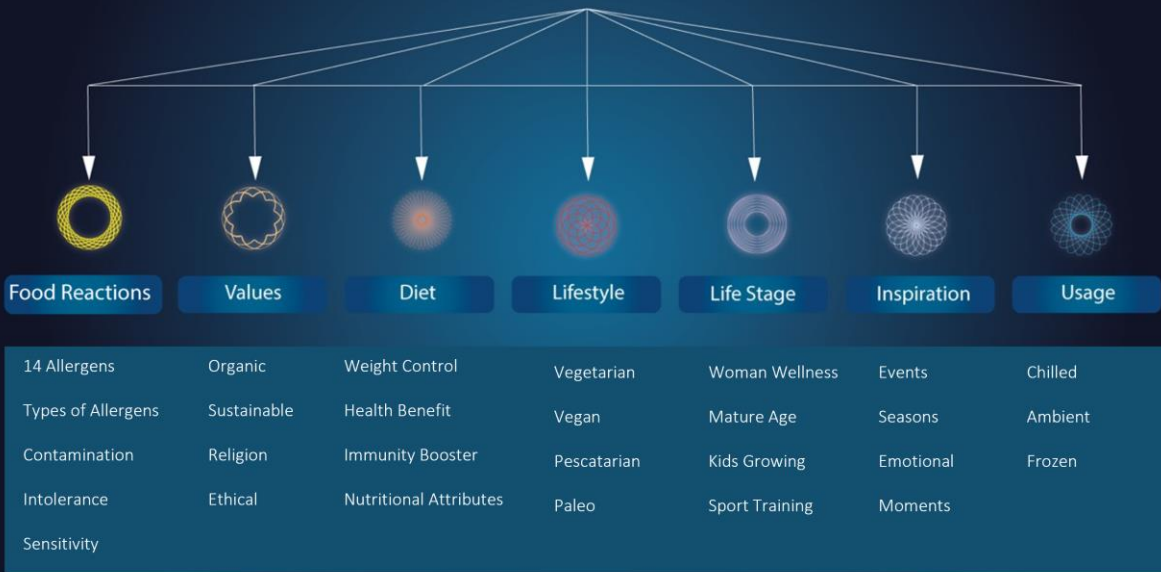 Food Reactions
Values
Diet
Lifestyle
Life Stage
Inspiration
Usage
14 Allergens
Types of Allergens
Contamination
Intolerance
Sensitivity
Organic
Sustainable
Religion
Ethical
Weight Control
Health Benefit
Immunity Booster
Nutritional Attributes
Vegetarian
Vegan
Pescatarian
Paleo
Woman Wellness
Mature Age
Kids Growing
Sport Training
Events
Seasons
Emotional
Moments
Chilled
Ambient
Frozen